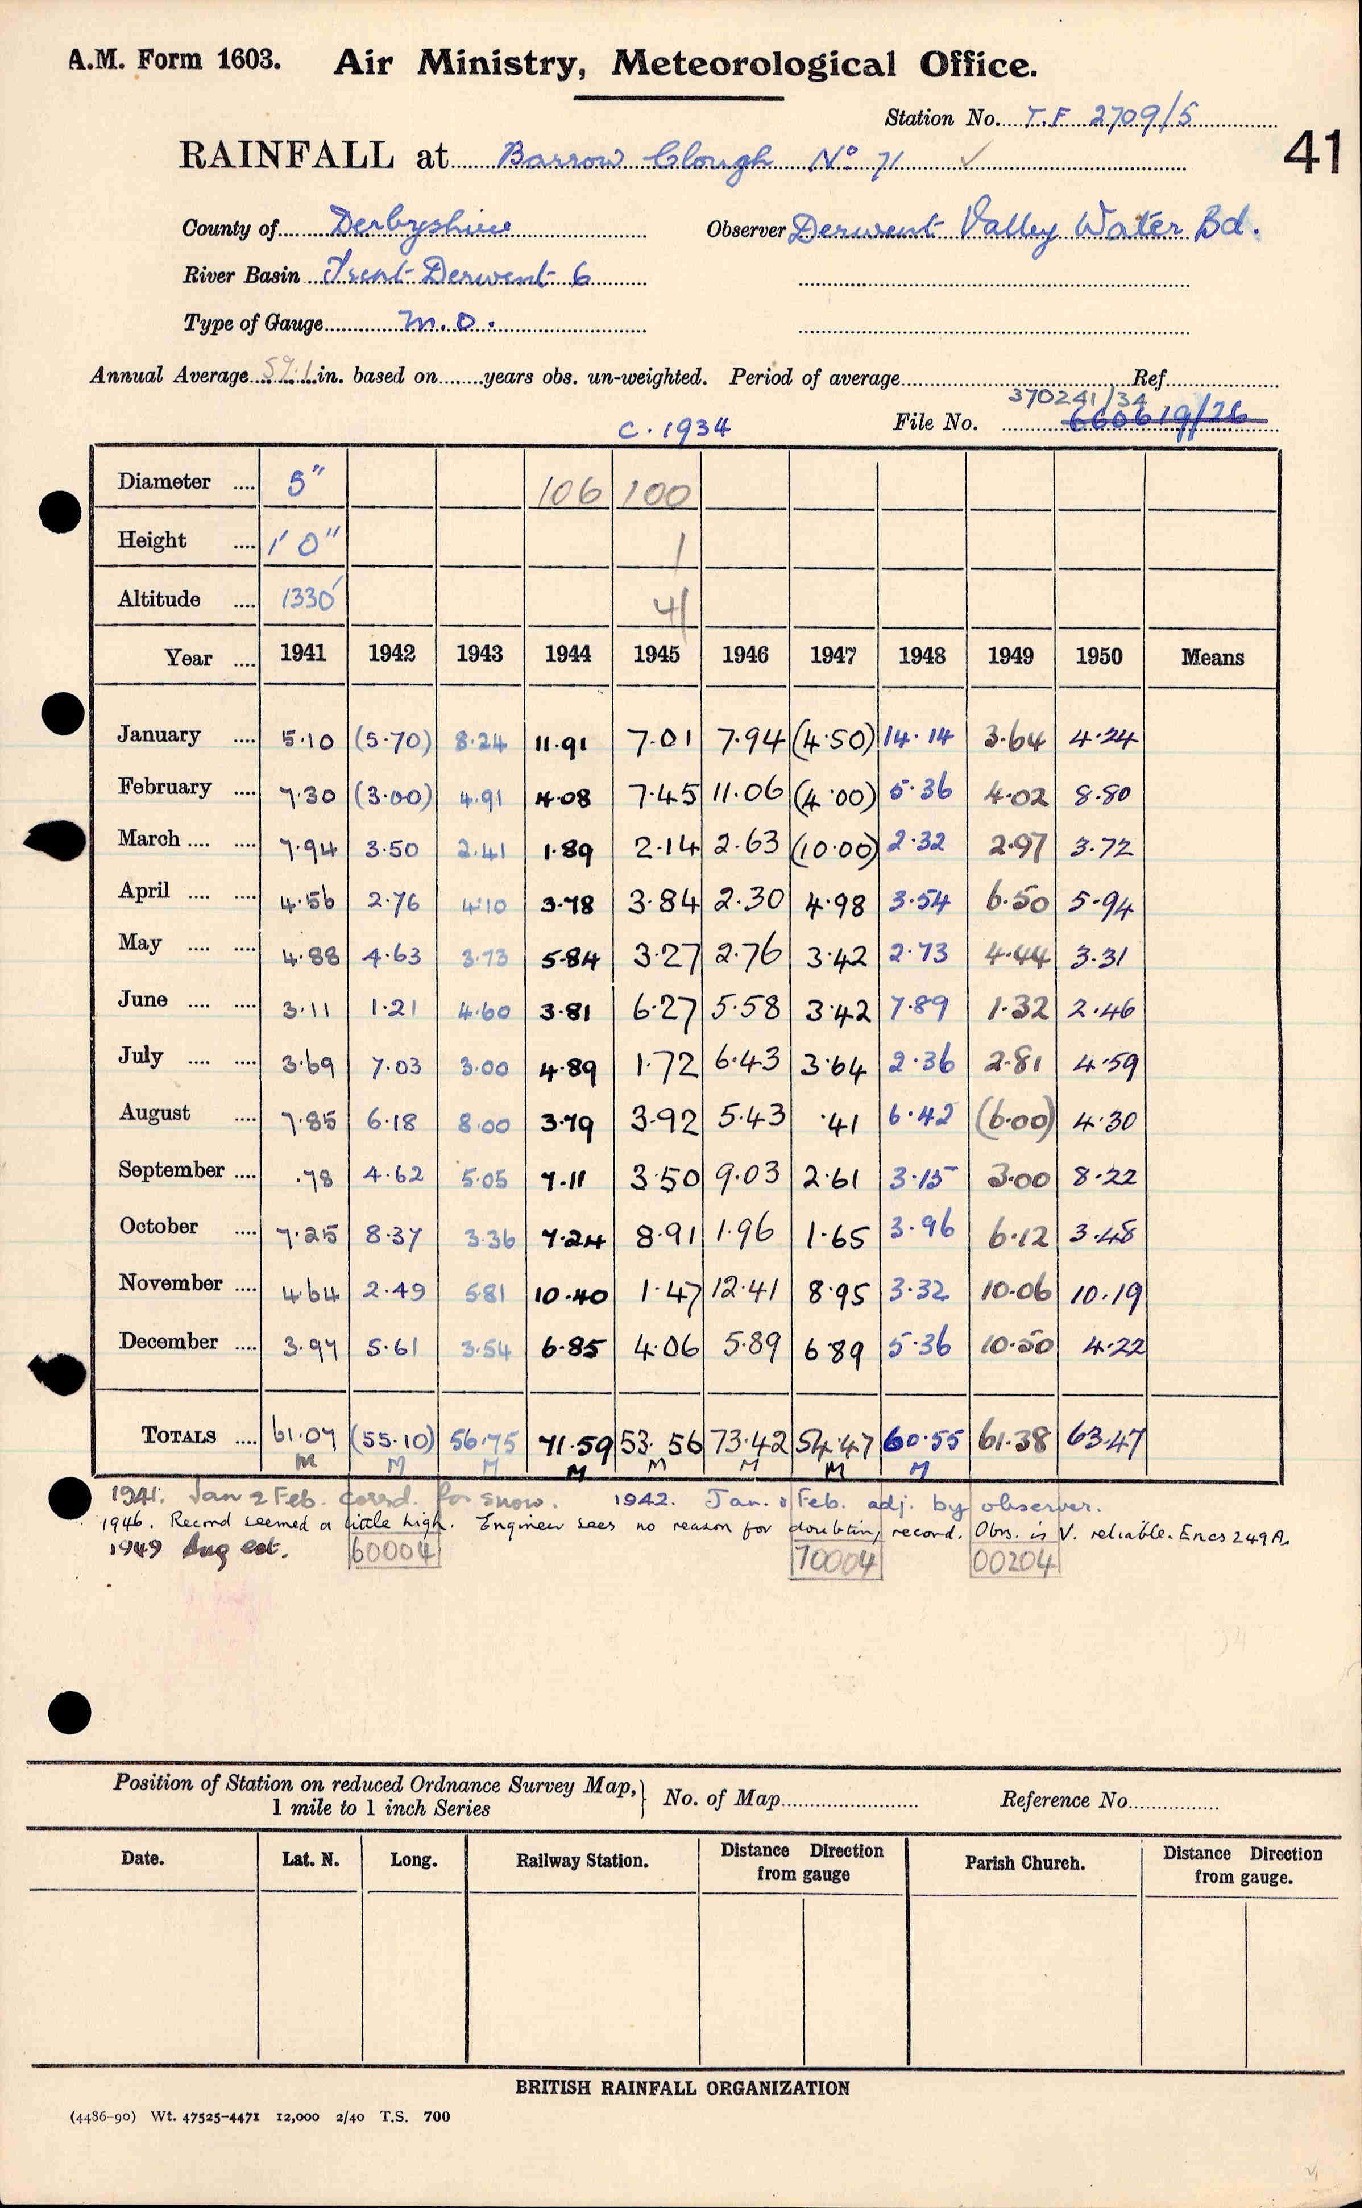 A.M. Form 1603. Air Ministry, Meteorological Office.
Station No. T.F 2709/5
RAINFALL at Barrow Clough No 71 ✓
41
County of Derbyshire Observer Derwent Valley Water Bd.
River Basin Trent-Derwent 6
Type of Gauge M.O.
Annual Average in. based on years obs. un-weighted. Period of average Ref
370241/34
c. 1934 File No. 660619/26
Diameter 5" 106 100
Height 1' 0" 1
Altitude 1330' 41
Year 1941 1942 1943 1944 1945 1946 1947 1948 1949 1950 Means
January 5.10 (5.70) 8.24 11.91 7.01 7.94 (4.50) 14.14 3.64 4.24
February 7.30 (3.00) 4.91 4.08 7.45 11.06 (4.00) 5.36 4.02 8.80
March 7.94 3.50 2.41 1.89 2.14 2.63 (10.00) 2.32 2.97 3.72
April 4.56 2.76 4.10 3.78 3.84 2.30 4.98 3.54 6.50 5.94
May 4.88 4.63 3.73 5.84 3.27 2.76 3.42 2.73 4.44 3.31
June 3.11 1.21 4.60 3.81 6.27 5.58 3.42 7.89 1.32 2.46
July 3.69 7.03 3.00 4.89 1.72 6.43 3.64 2.36 2.81 4.59
August 7.85 6.18 8.00 3.79 3.92 5.43 .41 6.42 (6.00) 4.30
September .78 4.62 5.05 7.11 3.50 9.03 2.61 3.15 3.00 8.22
October 7.25 8.37 3.36 7.24 8.91 1.96 1.65 3.96 6.12 3.48
November 4.64 2.49 5.81 10.40 1.47 12.41 8.95 3.32 10.06 10.19
December 3.97 5.61 3.54 6.85 4.06 5.89 6.89 5.36 10.50 4.22
TOTALS 61.07 (55.10) 56.75 71.59 53.56 73.42 54.47 60.55 61.38 63.47
M M M M M M M M
1941. Jan & Feb. corrd. for snow. 1942. Jan. & Feb. adj. by observer.
1946. Record seemed a little high. Engineer sees no reason for doubting record. Obs. is V. reliable. Encs 249A.
1949 Aug est. 60004 70004 00204
Position of Station on reduced Ordnance Survey Map, } No. of Map Reference No.
1 mile to 1 inch Series
Date. Lat. N. Long. Railway Station. Distance Direction from gauge Parish Church. Distance Direction from gauge.
BRITISH RAINFALL ORGANIZATION
(4486-90) Wt. 47525-4471 12,000 2/40 T.S. 700